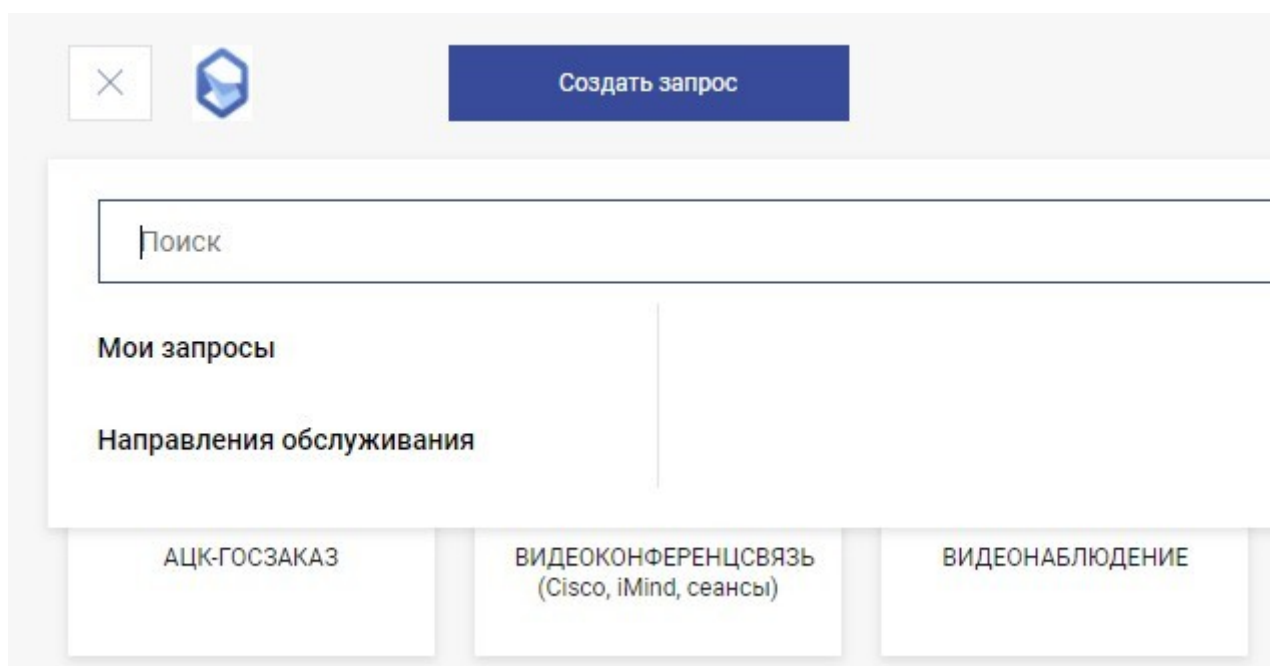 Создать запрос
Поиск
Мои запросы
Направления обслуживания
АЦК-ГОСЗАКАЗ
ВИДЕОКОНФЕРЕНЦСВЯЗЬ
(Cisco, iMind, сеансы)
ВИДЕОНАБЛЮДЕНИЕ